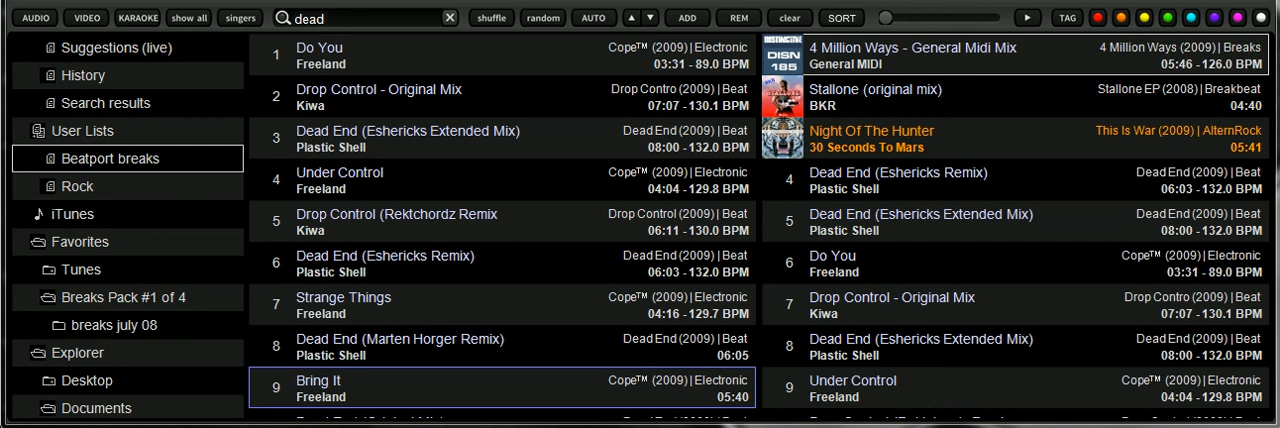 AUDIO VIDEO KARAOKE show all singers dead shuffle random AUTO ADD REM clear SORT TAG
Suggestions (live)
History
Search results
User Lists
Beatport breaks
Rock
iTunes
Favorites
Tunes
Breaks Pack #1 of 4
breaks july 08
Explorer
Desktop
Documents
1 Do You Cope™ (2009) | Electronic
Freeland 03:31 - 89.0 BPM
2 Drop Control - Original Mix Drop Contro (2009) | Beat
Kiwa 07:07 - 130.1 BPM
3 Dead End (Eshericks Extended Mix) Dead End (2009) | Beat
Plastic Shell 08:00 - 132.0 BPM
4 Under Control Cope™ (2009) | Electronic
Freeland 04:04 - 129.8 BPM
5 Drop Control (Rektchordz Remix Drop Control (2009) | Beat
Kiwa 06:11 - 130.0 BPM
6 Dead End (Eshericks Remix) Dead End (2009) | Beat
Plastic Shell 06:03 - 132.0 BPM
7 Strange Things Cope™ (2009) | Electronic
Freeland 04:16 - 129.7 BPM
8 Dead End (Marten Horger Remix) Dead End (2009) | Beat
Plastic Shell 06:05
9 Bring It Cope™ (2009) | Electronic
Freeland 05:40
DISTINCTIVE
DISN
185
4 Million Ways - General Midi Mix 4 Million Ways (2009) | Breaks
General MIDI 05:46 - 126.0 BPM
STALLONE
Stallone (original mix) Stallone EP (2008) | Breakbeat
BKR 04:40
Night Of The Hunter This Is War (2009) | AlternRock
30 Seconds To Mars 05:41
4 Dead End (Eshericks Remix) Dead End (2009) | Beat
Plastic Shell 06:03 - 132.0 BPM
5 Dead End (Eshericks Extended Mix) Dead End (2009) | Beat
Plastic Shell 08:00 - 132.0 BPM
6 Do You Cope™ (2009) | Electronic
Freeland 03:31 - 89.0 BPM
7 Drop Control - Original Mix Drop Contro (2009) | Beat
Kiwa 07:07 - 130.1 BPM
8 Dead End (Eshericks Extended Mix) Dead End (2009) | Beat
Plastic Shell 08:00 - 132.0 BPM
9 Under Control Cope™ (2009) | Electronic
Freeland 04:04 - 129.8 BPM